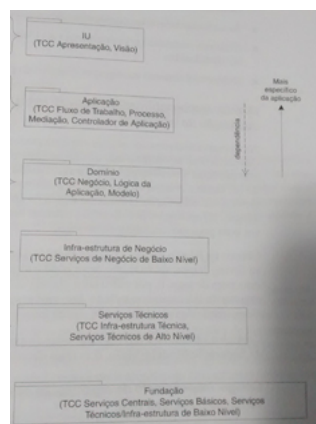 IU
(TCC Apresentação, Visão)
Mais
específico
da aplicação
Aplicação
(TCC Fluxo de Trabalho, Processo,
Mediação, Controlador de Aplicação)
dependência
Domínio
(TCC Negócio, Lógica da
Aplicação, Modelo)
Infra-estrutura de Negócio
(TCC Serviços de Negócio de Baixo Nível)
Serviços Técnicos
(TCC Infra-estrutura Técnica,
Serviços Técnicos de Alto Nível)
Fundação
(TCC Serviços Centrais, Serviços Básicos, Serviços
Técnicos/Infra-estrutura de Baixo Nível)